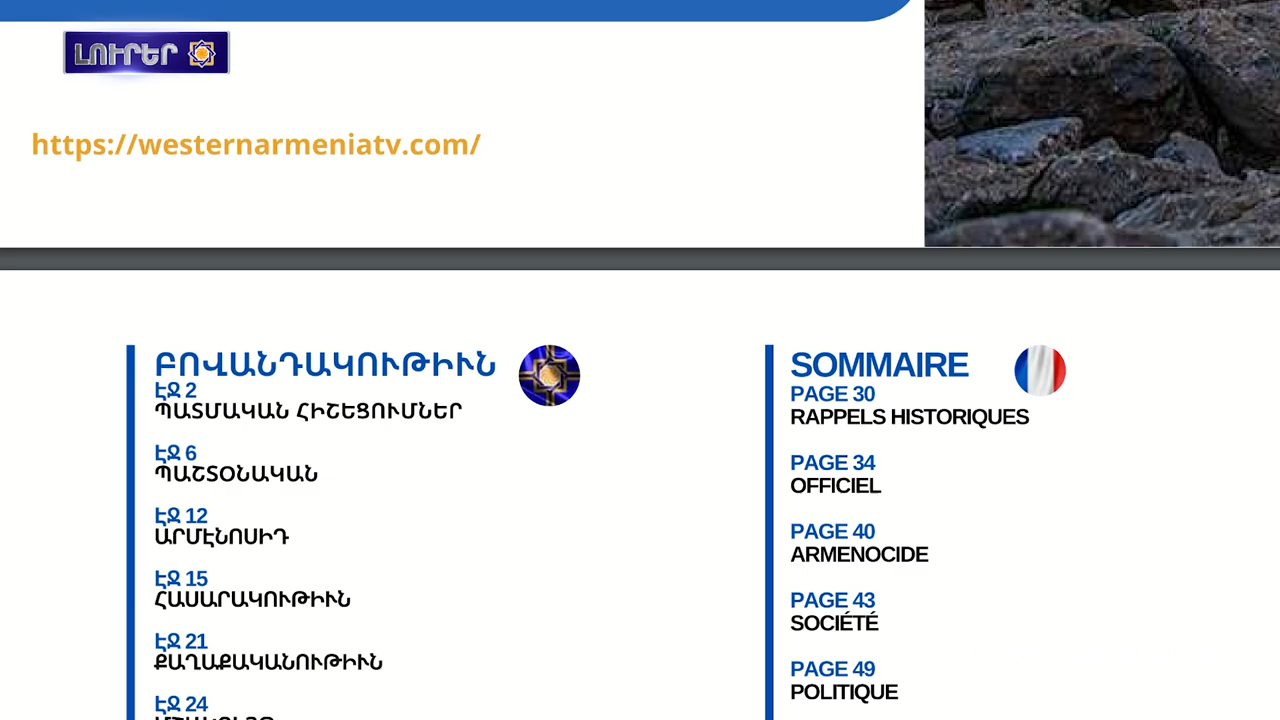 ԼՈՒՐԵՐ
https://westernarmeniatv.com/
ԲՈՎԱՆԴԱԿՈՒԹԻՒՆ
ԷՋ 2
ՊԱՏՄԱԿԱՆ ՀԻՇԵՑՈՒՄՆԵՐ
ԷՋ 6
ՊԱՇՏՕՆԱԿԱՆ
ԷՋ 12
ԱՐՄԷՆՈՍԻԴ
ԷՋ 15
ՀԱՍԱՐԱԿՈՒԹԻՒՆ
ԷՋ 21
ՔԱՂԱՔԱԿԱՆՈՒԹԻՒՆ
ԷՋ 24
SOMMAIRE
PAGE 30
RAPPELS HISTORIQUES
PAGE 34
OFFICIEL
PAGE 40
ARMENOCIDE
PAGE 43
SOCIÉTÉ
PAGE 49
POLITIQUE